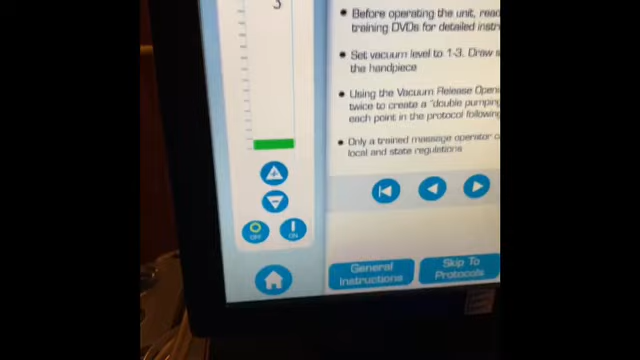 3
Before operating the unit, read
training DVDs for detailed instr
Set vacuum level to 1-3. Draw s
the handpiece
Using the Vacuum Release Open
twice to create a "double pumping
each point in the protocol following
Only a trained massage operator o
local and state regulations
OFF
ON
General
Instructions
Skip To
Protocols